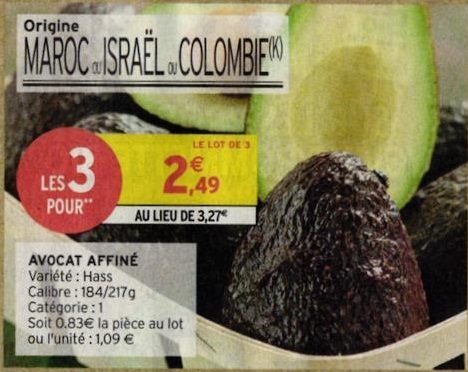 Origine
MAROC ou ISRAËL ou COLOMBIE(K)
LES 3
POUR**
LE LOT DE 3
2€,49
AU LIEU DE 3,27€
AVOCAT AFFINÉ
Variété : Hass
Calibre : 184/217g
Catégorie : 1
Soit 0.83€ la pièce au lot
ou l'unité : 1,09 €